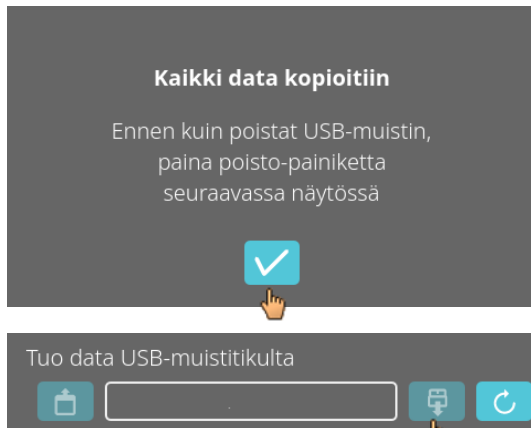 Kaikki data kopioitiin
Ennen kuin poistat USB-muistin,
paina poisto-painiketta
seuraavassa näytössä
Tuo data USB-muistitikulta